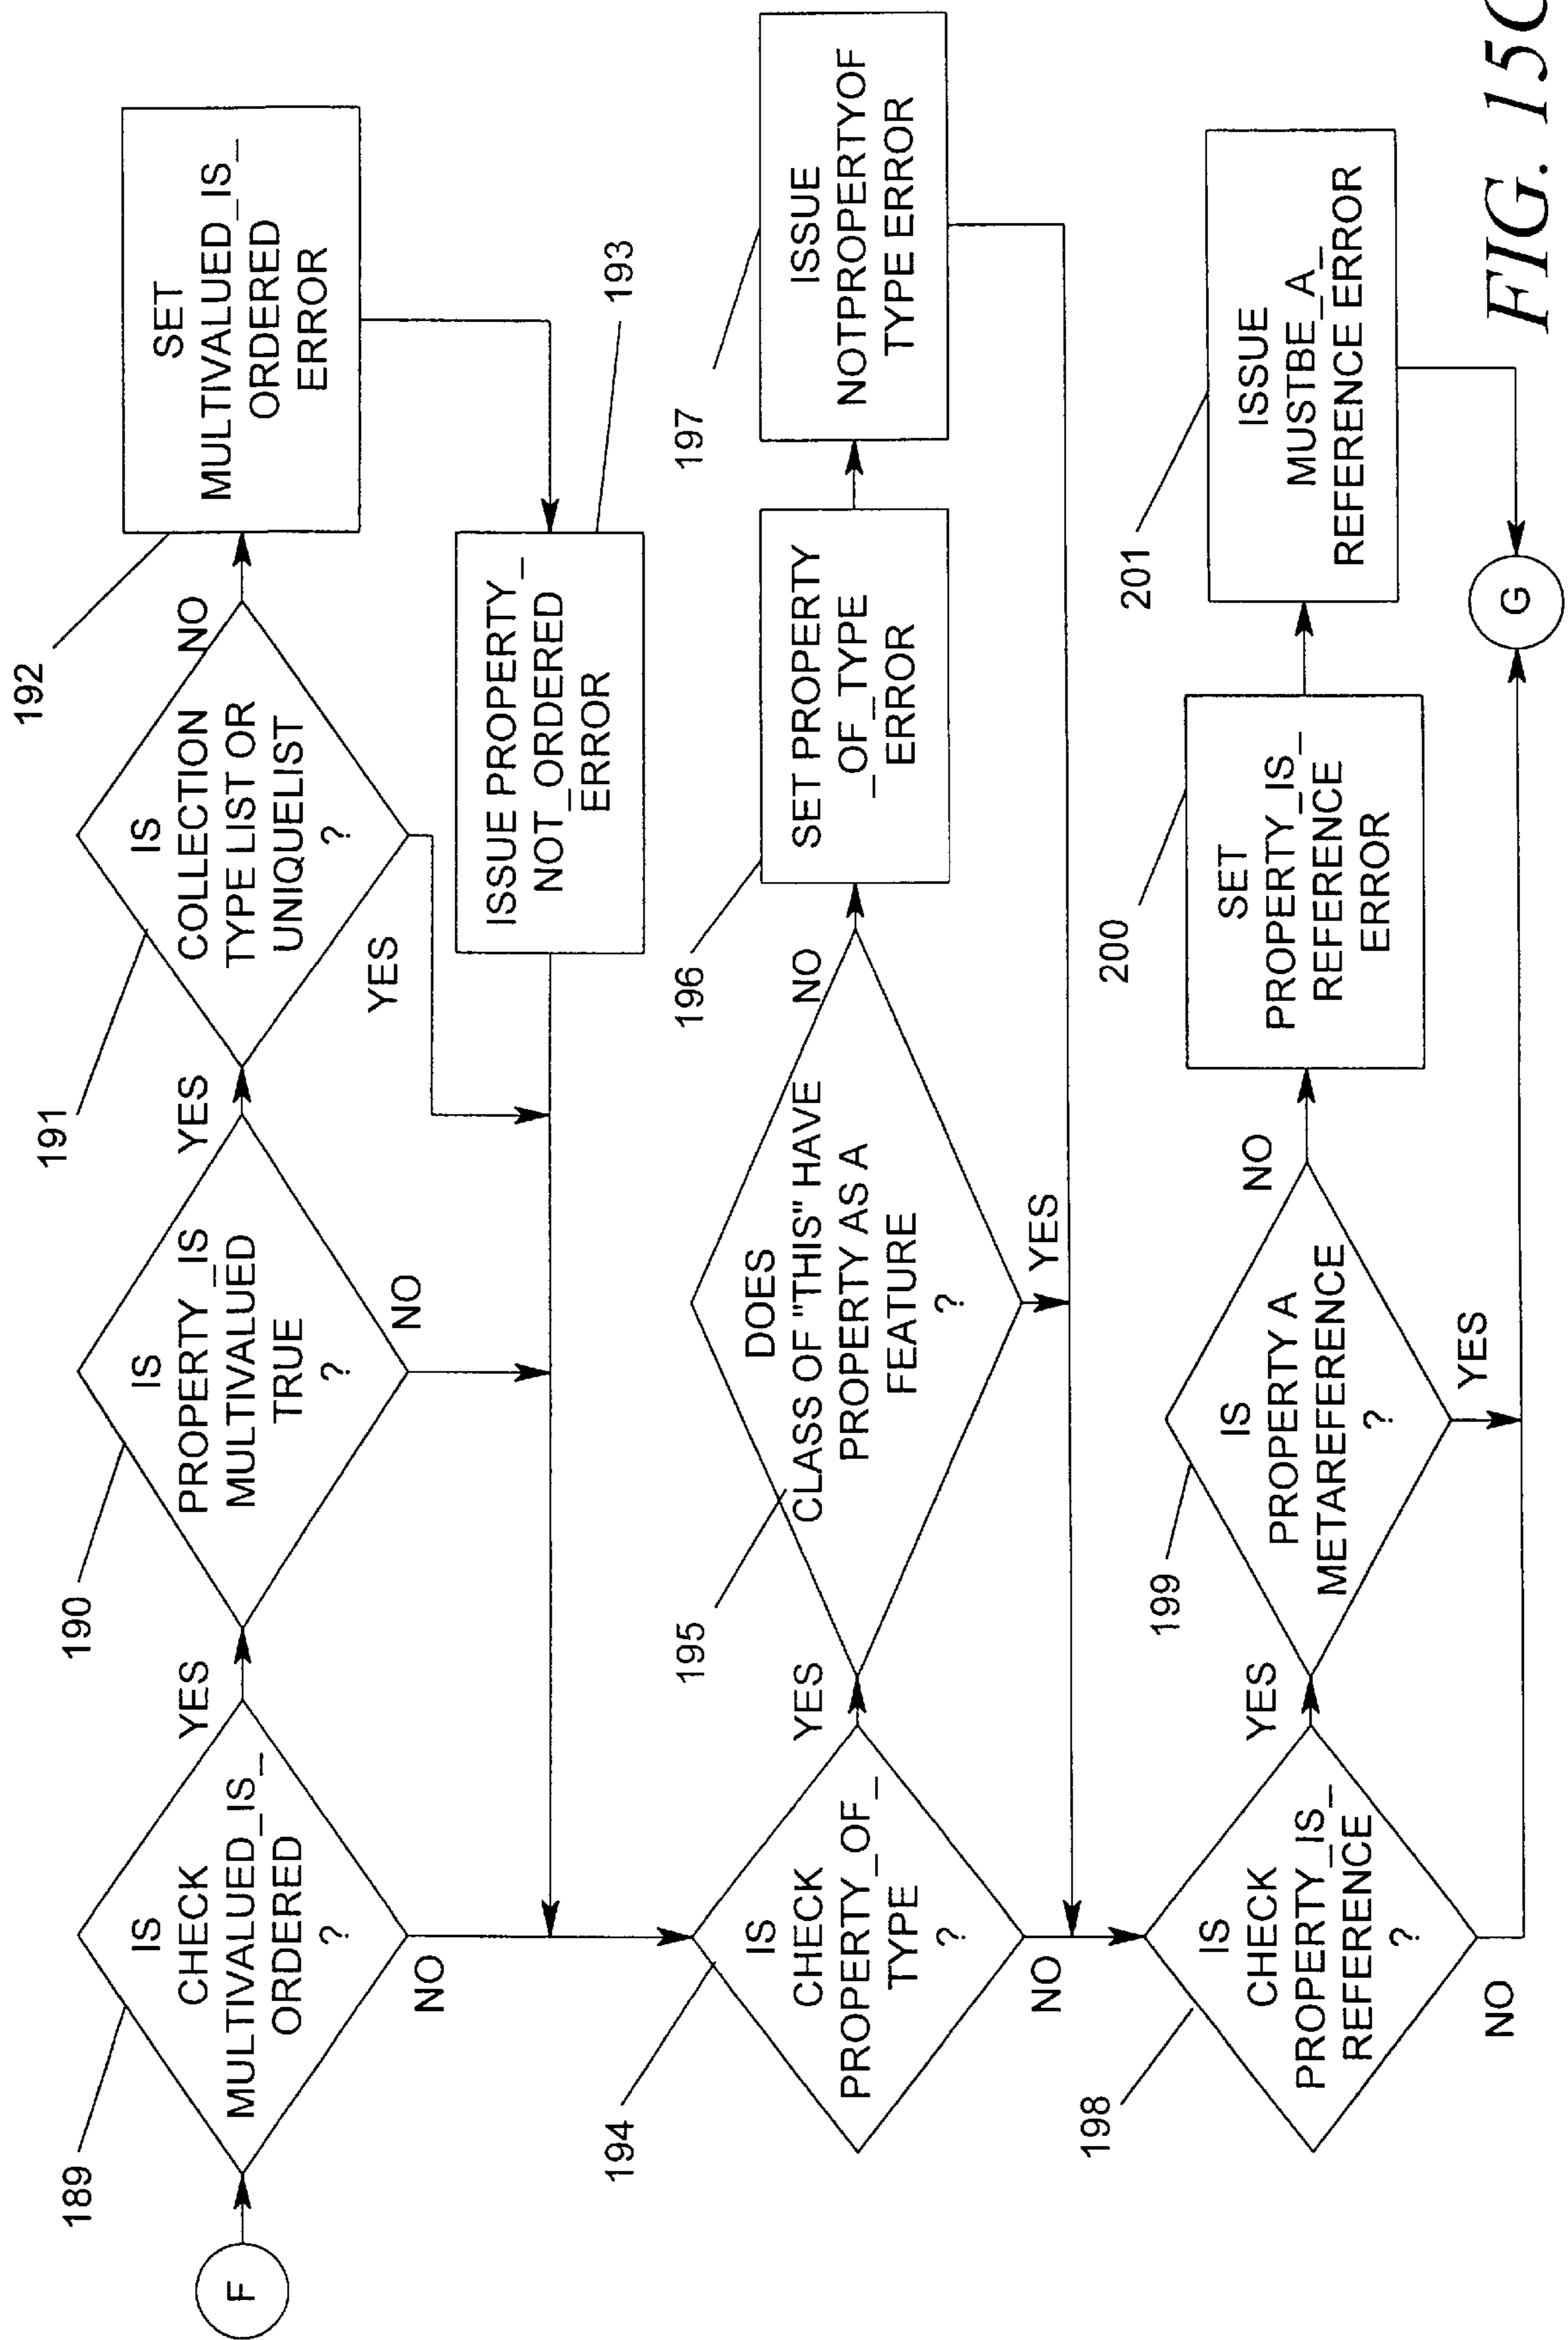 F
189
IS
CHECK
MULTIVALUED_IS_
ORDERED
?
YES
NO
190
IS
PROPERTY_IS_
MULTIVALUED
TRUE
?
YES
NO
191
IS
COLLECTION
TYPE LIST OR
UNIQUELIST
?
NO
YES
192
SET
MULTIVALUED_IS_
ORDERED
ERROR
193
ISSUE PROPERTY_
NOT_ORDERED_
ERROR
194
IS
CHECK
PROPERTY_OF_
TYPE
?
YES
NO
195
DOES
CLASS OF "THIS" HAVE
PROPERTY AS A
FEATURE
?
NO
YES
196
SET PROPERTY
_OF_TYPE
ERROR
197
ISSUE
NOTPROPERTYOF
TYPE ERROR
198
IS
CHECK
PROPERTY_IS_
REFERENCE
?
YES
NO
199
IS
PROPERTY A
METAREFERENCE
?
NO
YES
200
SET
PROPERTY_IS_
REFERENCE
ERROR
201
ISSUE
MUSTBE_A_
REFERENCE ERROR
G
FIG. 15C